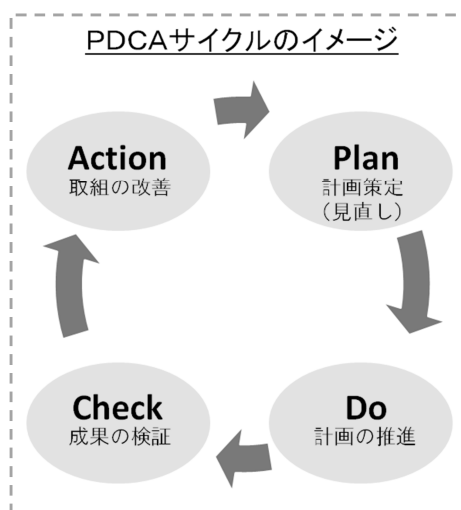 PDCAサイクルのイメージ
Action
取組の改善
Plan
計画策定
（見直し）
Check
成果の検証
Do
計画の推進